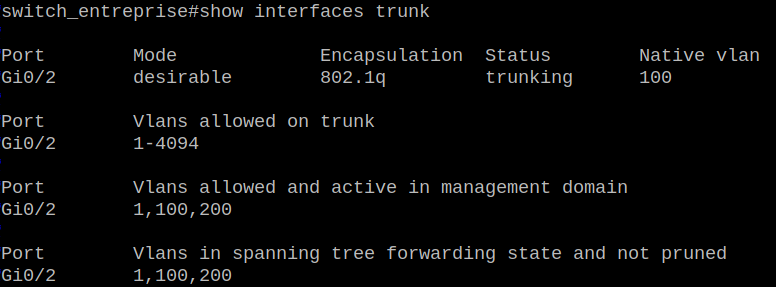 switch_entreprise#show interfaces trunk
Port Mode Encapsulation Status Native vlan
Gi0/2 desirable 802.1q trunking 100
Port Vlans allowed on trunk
Gi0/2 1-4094
Port Vlans allowed and active in management domain
Gi0/2 1,100,200
Port Vlans in spanning tree forwarding state and not pruned
Gi0/2 1,100,200